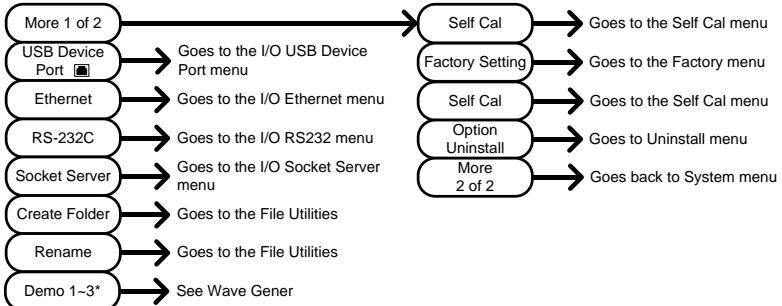 More 1 of 2
USB Device
Port
Goes to the I/O USB Device
Port menu
Ethernet
Goes to the I/O Ethernet menu
RS-232C
Goes to the I/O RS232 menu
Socket Server
Goes to the I/O Socket Server
menu
Create Folder
Goes to the File Utilities
Rename
Goes to the File Utilities
Demo 1~3*
See Wave Gener
Self Cal
Goes to the Self Cal menu
Factory Setting
Goes to the Factory menu
Self Cal
Goes to the Self Cal menu
Option
Uninstall
Goes to Uninstall menu
More
2 of 2
Goes back to System menu